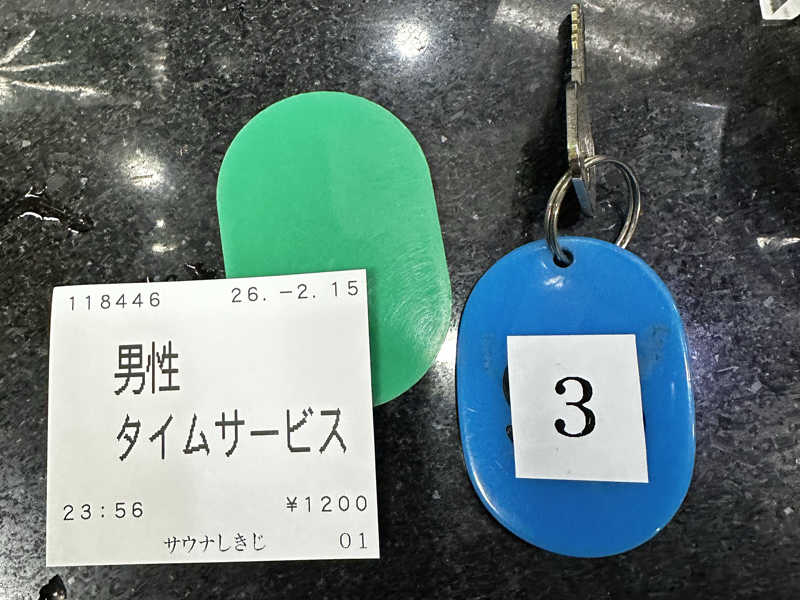 118446 26.-2.15
男性
タイムサービス
23:56 ¥1200
サウナしきじ 01
3